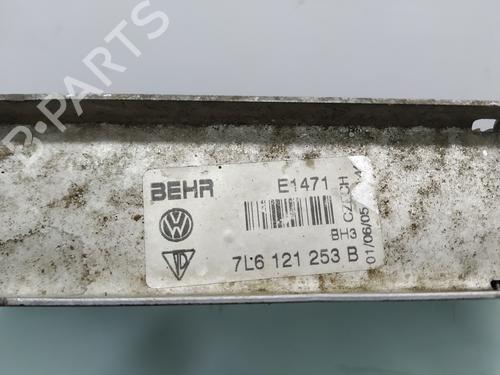 B-PARTS
BEHR
E1471
BH3
CZECH
01/06/05
7L6 121 253 B